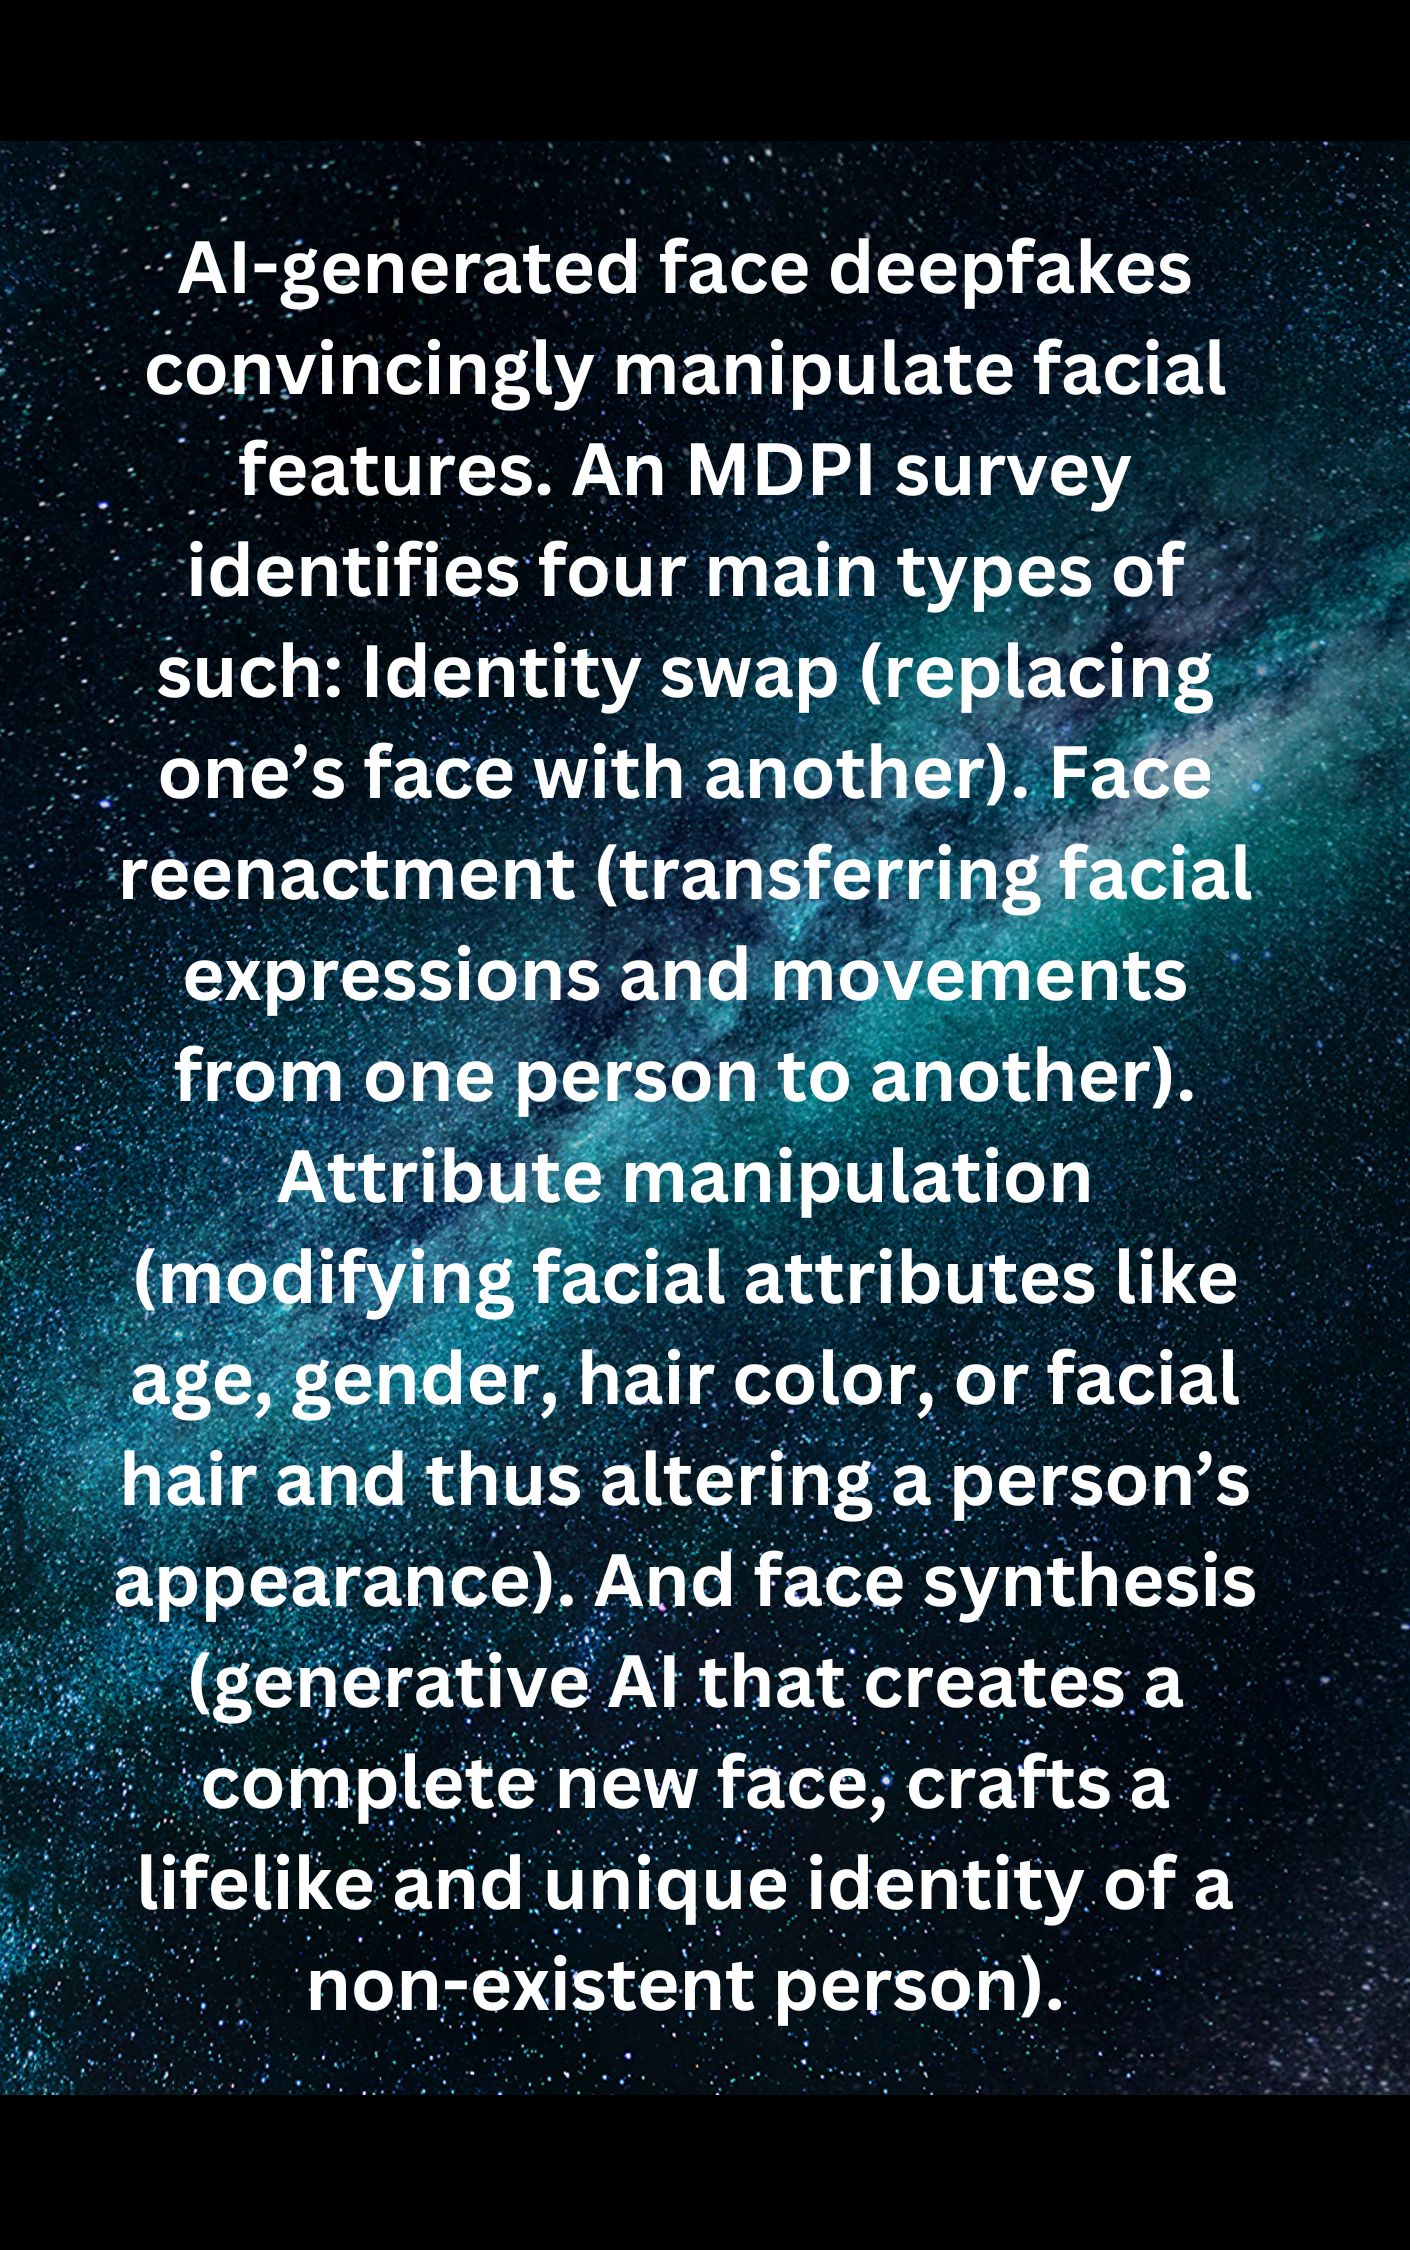 AI-generated face deepfakes
convincingly manipulate facial
features. An MDPI survey
identifies four main types of
such: Identity swap (replacing
one’s face with another). Face
reenactment (transferring facial
expressions and movements
from one person to another).
Attribute manipulation
(modifying facial attributes like
age, gender, hair color, or facial
hair and thus altering a person’s
appearance). And face synthesis
(generative AI that creates a
complete new face, crafts a
lifelike and unique identity of a
non-existent person).